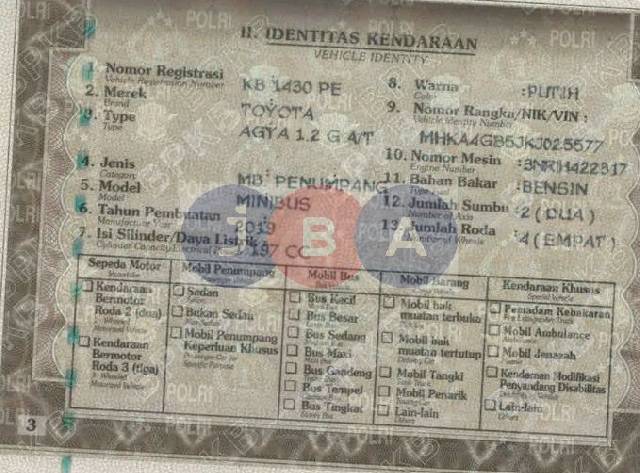 II. IDENTITAS KENDARAAN
VEHICLE IDENTITY
1. Nomor Registrasi KB 1430 PE
Vehicle Registration Number
2. Merek TOYOTA
Brand
3. Type AGYA 1.2 G A/T
Type
4. Jenis MB PENUMPANG
Category
5. Model MINIBUS
Model
6. Tahun Pembuatan 2019
Manufacture Year
7. Isi Silinder/Daya Listrik 1.197 CC
8. Warna :PUTIH
Color
9. Nomor Rangka/NIK/VIN :
Vehicle Identity Number
MHKA4GB5JKJ025577
10. Nomor Mesin :3NRH422317
Engine Number
11. Bahan Bakar :BENSIN
12. Jumlah Sumbu :2 ( DUA )
Number of Axis
13. Jumlah Roda :4 ( EMPAT )
Number of Wheels
JBA
Sepeda Motor
Kendaraan
Bermotor
Roda 2 (dua)
Kendaraan
Bermotor
Roda 3 (tiga)
Mobil Penumpang
Sedan
Bukan Sedan
Mobil Penumpang
Keperluan Khusus
Mobil Bus
Bus Kecil
Bus Besar
Bus Sedang
Bus Maxi
Bus Gandeng
Bus Tempel
Bus Tingkat
Mobil Barang
Mobil bak
muatan terbuka
Mobil bak
muatan tertutup
Mobil Tangki
Mobil Penarik
Lain-lain
Kendaraan Khusus
Pemadam Kebakaran
Mobil Ambulance
Mobil Jenazah
Kendaraan Modifikasi
Penyandang Disabilitas
Lain-lain
3